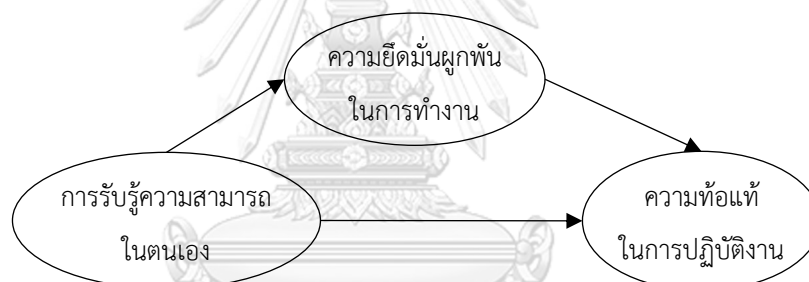 ความยึดมั่นผูกพัน
ในการทำงาน
การรับรู้ความสามารถ
ในตนเอง
ความท้อแท้
ในการปฏิบัติงาน